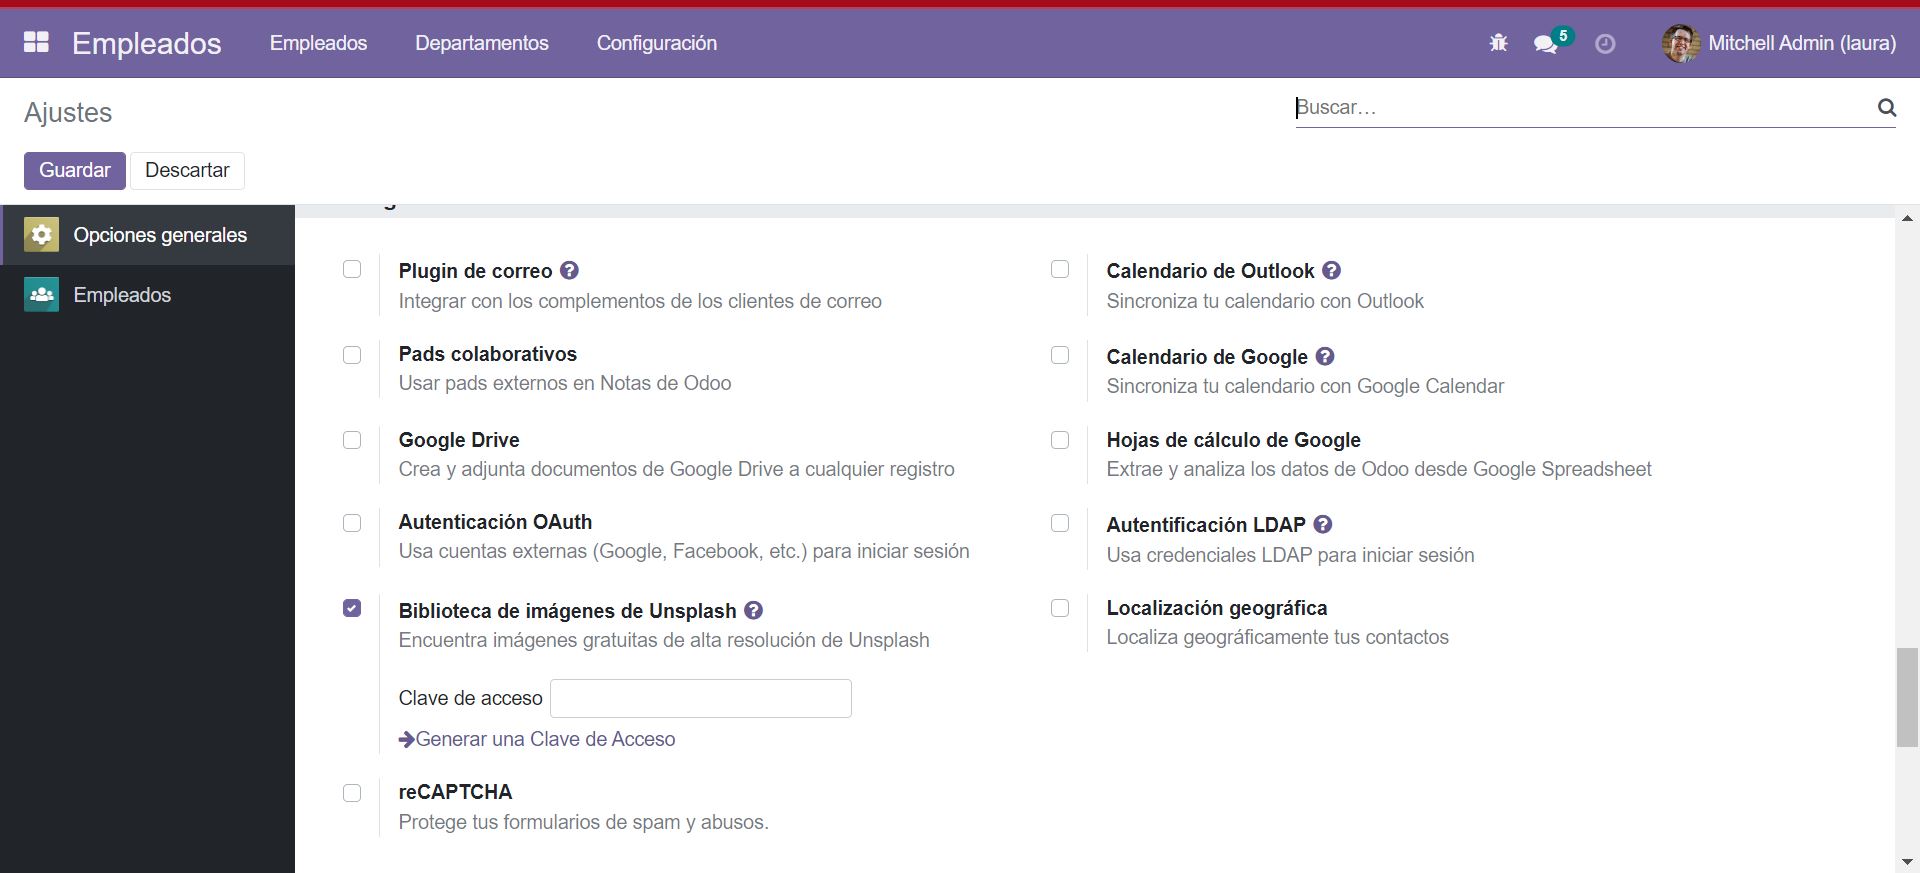 Empleados
Empleados
Departamentos
Configuración
5
Mitchell Admin (laura)
Ajustes
Buscar...
Guardar
Descartar
Opciones generales
Empleados
Plugin de correo ?
Integrar con los complementos de los clientes de correo
Calendario de Outlook ?
Sincroniza tu calendario con Outlook
Pads colaborativos
Usar pads externos en Notas de Odoo
Calendario de Google ?
Sincroniza tu calendario con Google Calendar
Google Drive
Crea y adjunta documentos de Google Drive a cualquier registro
Hojas de cálculo de Google
Extrae y analiza los datos de Odoo desde Google Spreadsheet
Autenticación OAuth
Usa cuentas externas (Google, Facebook, etc.) para iniciar sesión
Autentificación LDAP ?
Usa credenciales LDAP para iniciar sesión
Biblioteca de imágenes de Unsplash ?
Encuentra imágenes gratuitas de alta resolución de Unsplash
Clave de acceso
Generar una Clave de Acceso
Localización geográfica
Localiza geográficamente tus contactos
reCAPTCHA
Protege tus formularios de spam y abusos.